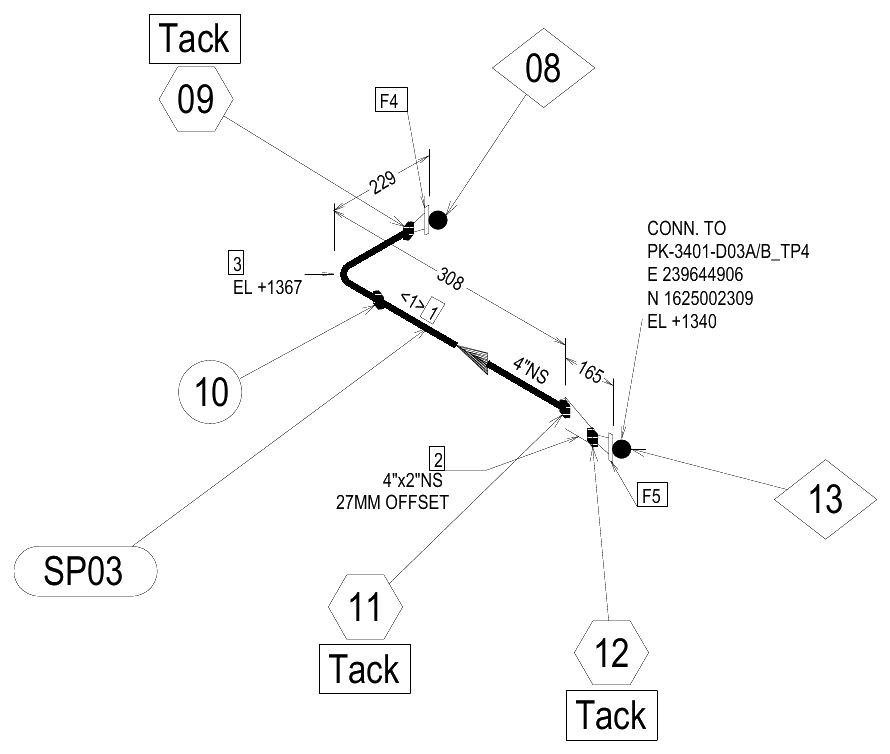 Tack
09
F4
08
229
CONN. TO
PK-3401-D03A/B_TP4
E 239644906
N 1625002309
EL +1340
3
EL +1367
308
<1> 1
4"NS
165
10
2
4"x2"NS
27MM OFFSET
F5
13
SP03
11
Tack
12
Tack